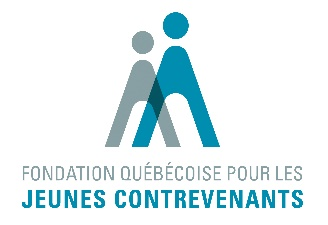 FONDATION QUÉBÉCOISE POUR LES
JEUNES CONTREVENANTS